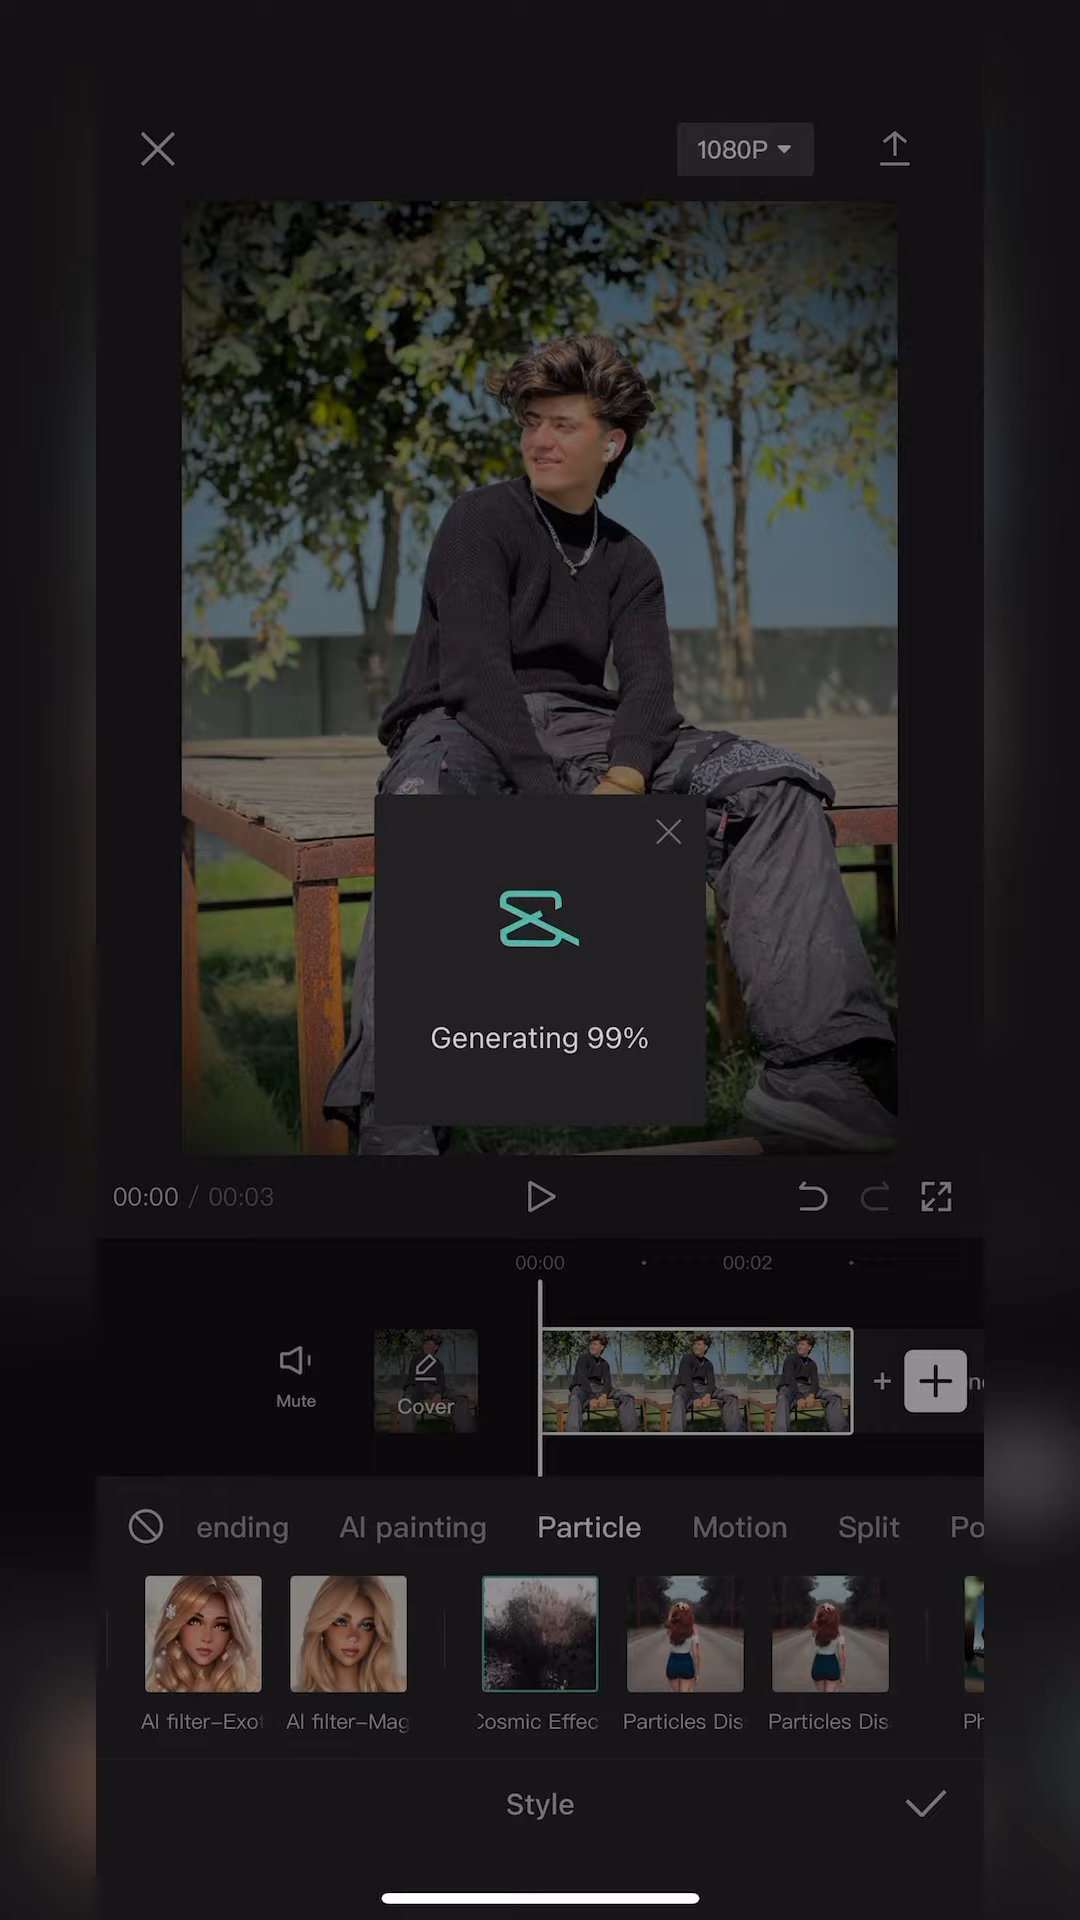 1080P
Generating 99%
00:00 / 00:03
00:00
00:02
Mute
Cover
ending
AI painting
Particle
Motion
Split
Po
AI filter–Exo
AI filter–Mag
Cosmic Effec
Particles Dis
Particles Dis
Ph
Style